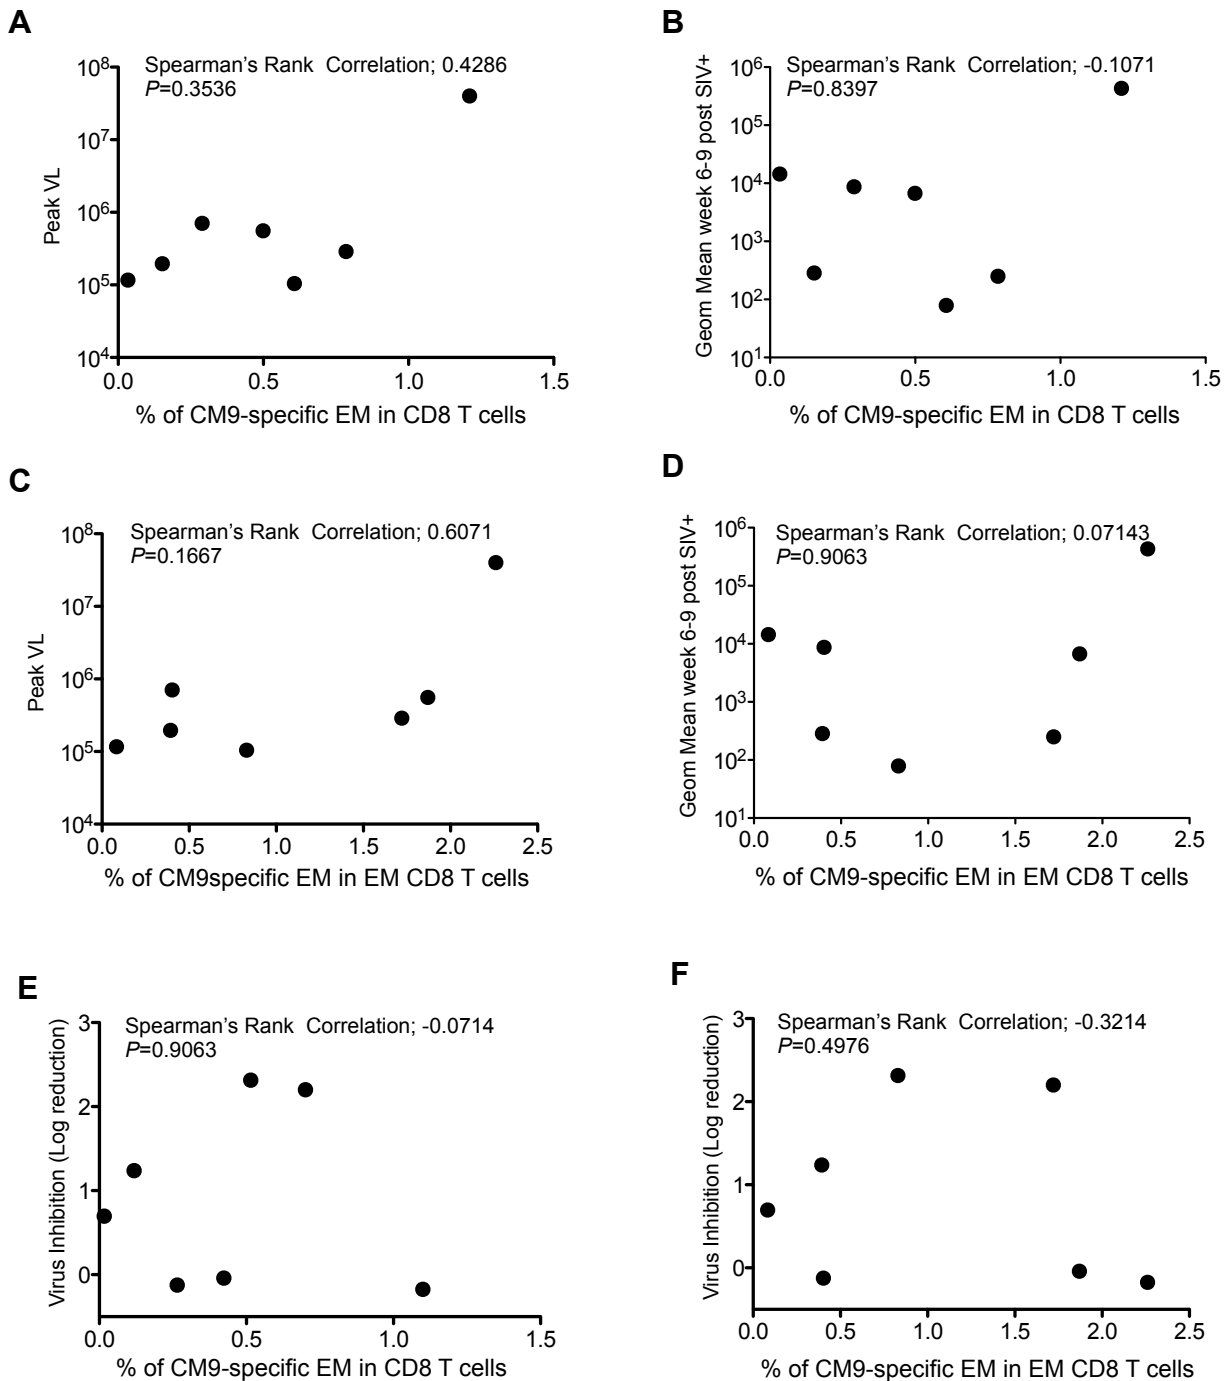 A
Spearman's Rank  Correlation; 0.4286
P=0.3536
10^8
10^7
10^6
10^5
10^4
Peak VL
0.0 0.5 1.0 1.5
% of CM9-specific EM in CD8 T cells
B
Spearman's Rank  Correlation; -0.1071
P=0.8397
10^6
10^5
10^4
10^3
10^2
10^1
Geom Mean week 6-9 post SIV+
0.0 0.5 1.0 1.5
% of CM9-specific EM in CD8 T cells
C
Spearman's Rank  Correlation; 0.6071
P=0.1667
10^8
10^7
10^6
10^5
10^4
Peak VL
0.0 0.5 1.0 1.5 2.0 2.5
% of CM9specific EM in EM CD8 T cells
D
Spearman's Rank  Correlation; 0.07143
P=0.9063
10^6
10^5
10^4
10^3
10^2
10^1
Geom Mean week 6-9 post SIV+
0.0 0.5 1.0 1.5 2.0 2.5
% of CM9-specific EM in EM CD8 T cells
E
Spearman's Rank  Correlation; -0.0714
P=0.9063
3
2
1
0
Virus Inhibition (Log reduction)
0.0 0.5 1.0 1.5
% of CM9-specific EM in CD8 T cells
F
Spearman's Rank  Correlation; -0.3214
P=0.4976
3
2
1
0
Virus Inhibition (Log reduction)
0.0 0.5 1.0 1.5 2.0 2.5
% of CM9-specific EM in EM CD8 T cells